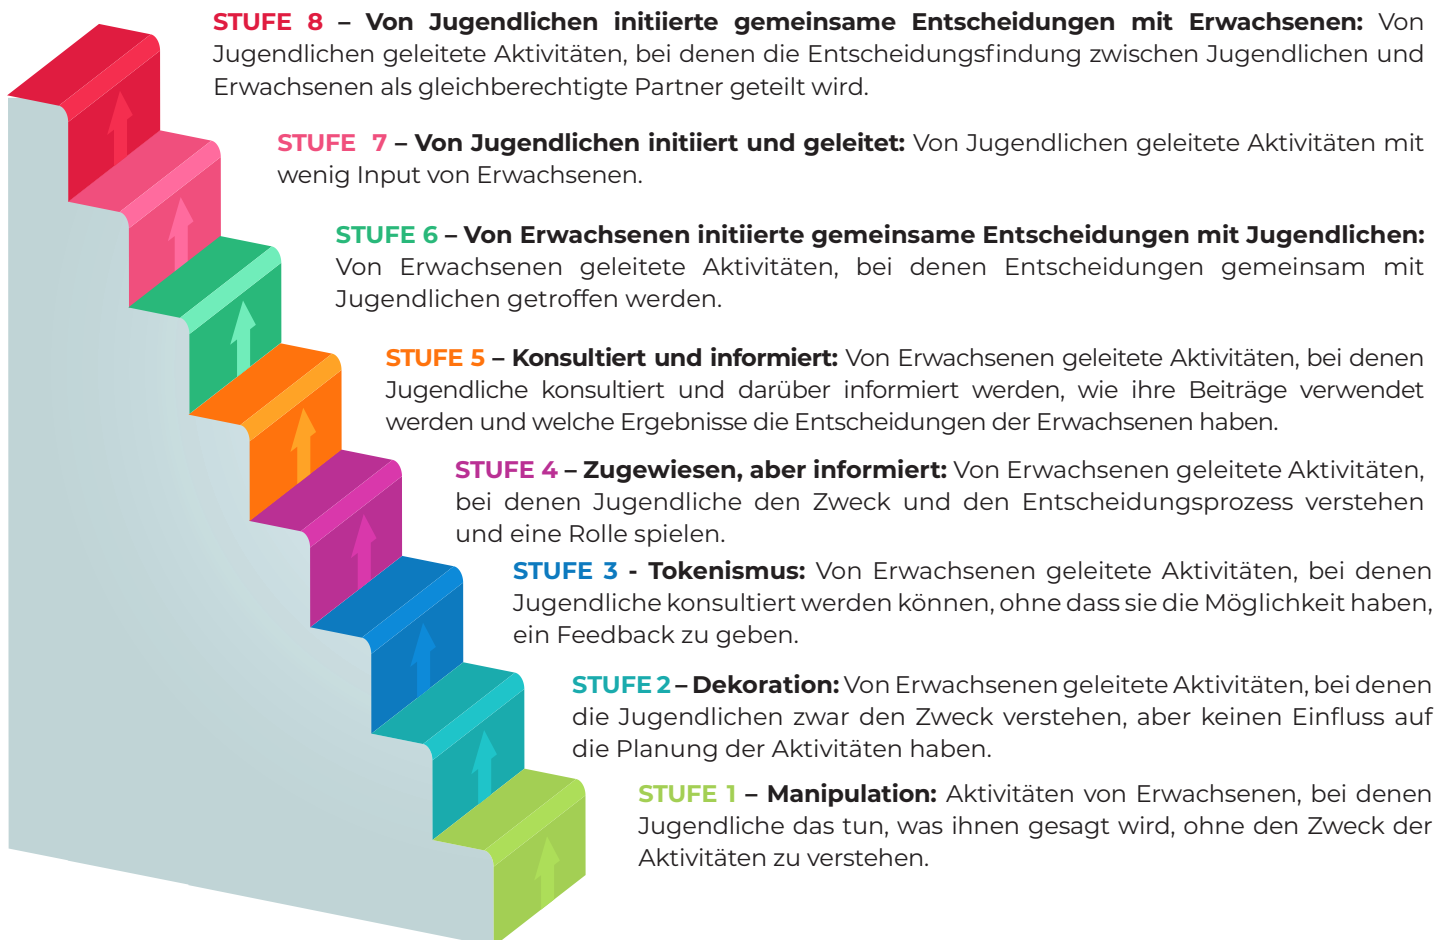 STUFE 8 – Von Jugendlichen initiierte gemeinsame Entscheidungen mit Erwachsenen: Von
Jugendlichen geleitete Aktivitäten, bei denen die Entscheidungsfindung zwischen Jugendlichen und
Erwachsenen als gleichberechtigte Partner geteilt wird.
STUFE 7 – Von Jugendlichen initiiert und geleitet: Von Jugendlichen geleitete Aktivitäten mit
wenig Input von Erwachsenen.
STUFE 6 – Von Erwachsenen initiierte gemeinsame Entscheidungen mit Jugendlichen:
Von Erwachsenen geleitete Aktivitäten, bei denen Entscheidungen gemeinsam mit
Jugendlichen getroffen werden.
STUFE 5 – Konsultiert und informiert: Von Erwachsenen geleitete Aktivitäten, bei denen
Jugendliche konsultiert und darüber informiert werden, wie ihre Beiträge verwendet
werden und welche Ergebnisse die Entscheidungen der Erwachsenen haben.
STUFE 4 – Zugewiesen, aber informiert: Von Erwachsenen geleitete Aktivitäten,
bei denen Jugendliche den Zweck und den Entscheidungsprozess verstehen
und eine Rolle spielen.
STUFE 3 - Tokenismus: Von Erwachsenen geleitete Aktivitäten, bei denen
Jugendliche konsultiert werden können, ohne dass sie die Möglichkeit haben,
ein Feedback zu geben.
STUFE 2 – Dekoration: Von Erwachsenen geleitete Aktivitäten, bei denen
die Jugendlichen zwar den Zweck verstehen, aber keinen Einfluss auf
die Planung der Aktivitäten haben.
STUFE 1 – Manipulation: Aktivitäten von Erwachsenen, bei denen
Jugendliche das tun, was ihnen gesagt wird, ohne den Zweck der
Aktivitäten zu verstehen.